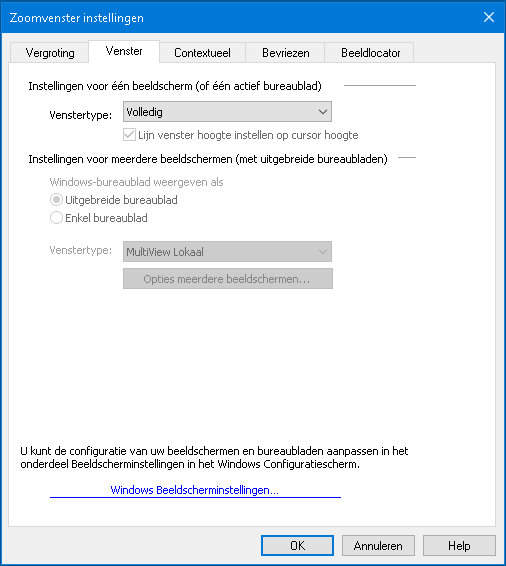 Zoomvenster instellingen
Vergroting
Venster
Contextueel
Bevriezen
Beeldlocator
Instellingen voor één beeldscherm (of één actief bureaublad)
Venstertype:
Volledig
Lijn venster hoogte instellen op cursor hoogte
Instellingen voor meerdere beeldschermen (met uitgebreide bureaubladen)
Windows-bureaublad weergeven als
Uitgebreide bureaublad
Enkel bureaublad
Venstertype:
MultiView Lokaal
Opties meerdere beeldschermen...
U kunt de configuratie van uw beeldschermen en bureaubladen aanpassen in het
onderdeel Beeldscherminstellingen in het Windows Configuratiescherm.
Windows Beeldscherminstellingen...
OK
Annuleren
Help